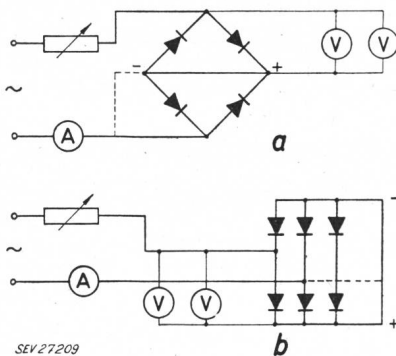 V V
~ - +
A
a
-
~
A V V
+
b
SEV 27209